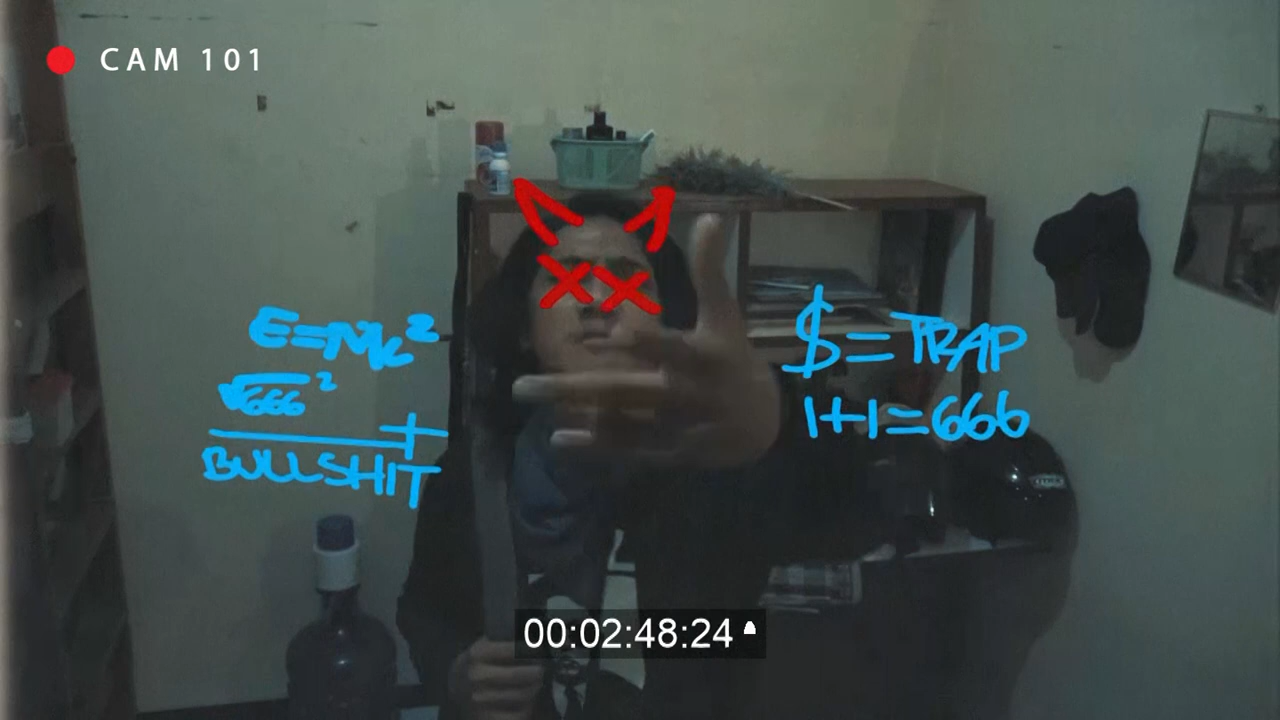 CAM 101
E=MC²
√666²
+
BULLSHIT
$=TRAP
1+1=666
00:02:48:24